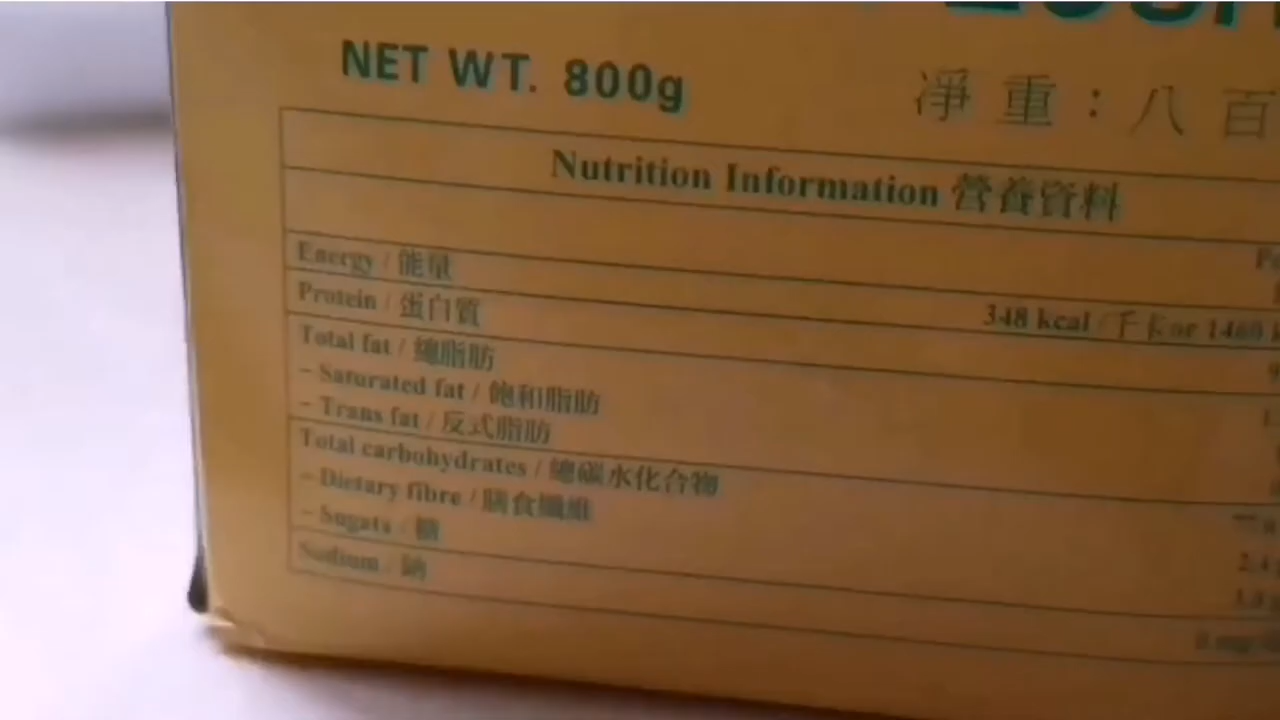 NET WT. 800g
淨 重 : 八 百
Nutrition Information 營養資料
Energy / 能量
348 kcal / 千卡 or 1460
Protein / 蛋白質
Total fat / 總脂肪
- Saturated fat / 飽和脂肪
- Trans fat / 反式脂肪
Total carbohydrates / 總碳水化合物
- Dietary fibre / 膳食纖維
2.4
- Sugars / 糖
Sodium / 鈉